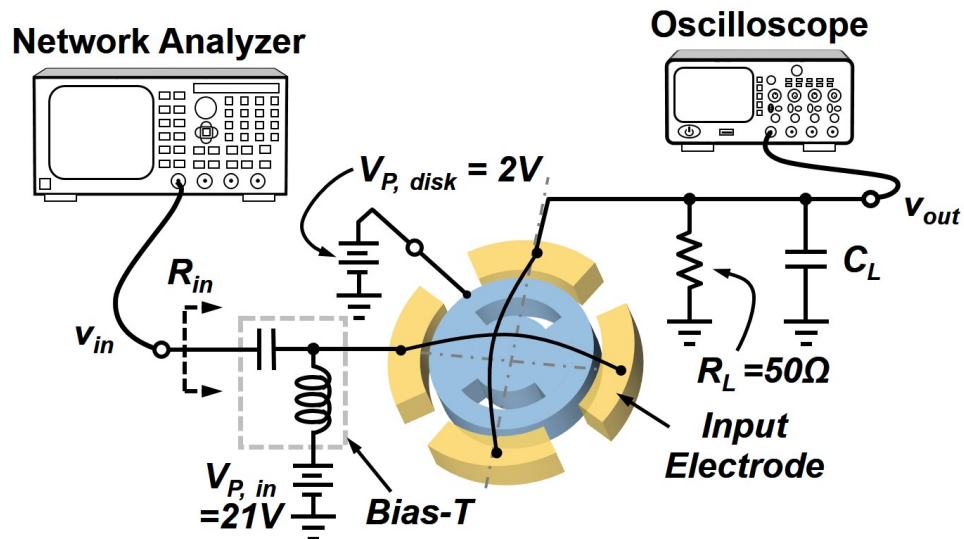 Network Analyzer
Oscilloscope
V_P, disk = 2V
v_out
R_in
C_L
v_in
R_L =50Ω
Input
Electrode
V_P, in
=21V
Bias-T